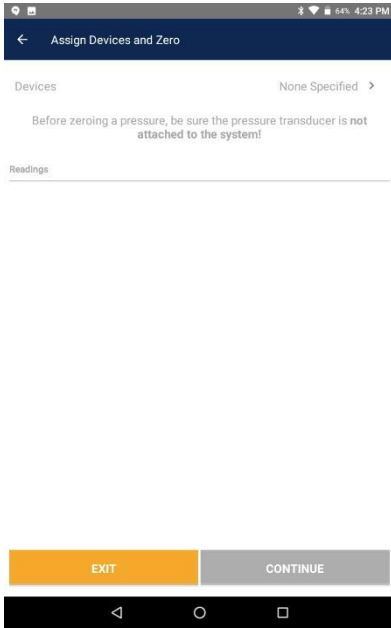 64% 4:23 PM
Assign Devices and Zero
Devices None Specified
Before zeroing a pressure, be sure the pressure transducer is not
attached to the system!
Readings
EXIT CONTINUE